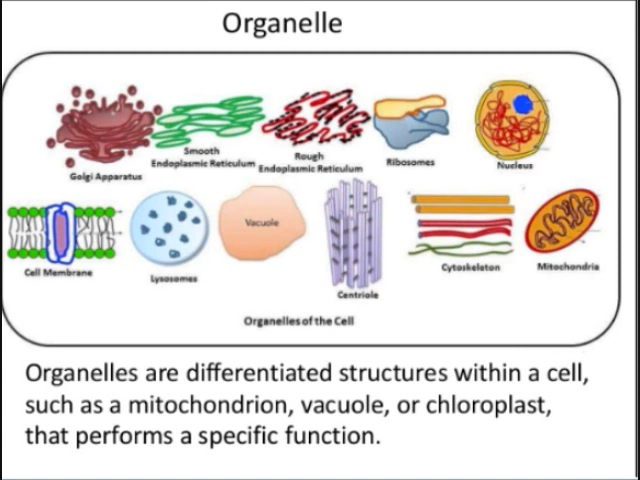 Organelle
Golgi Apparatus
Smooth
Endoplasmic Reticulum
Rough
Endoplasmic Reticulum
Ribosomes
Nucleus
Cell Membrane
Lysosomes
Vacuole
Centriole
Cytoskeleton
Mitochondria
Organelles of the Cell
Organelles are differentiated structures within a cell,
such as a mitochondrion, vacuole, or chloroplast,
that performs a specific function.